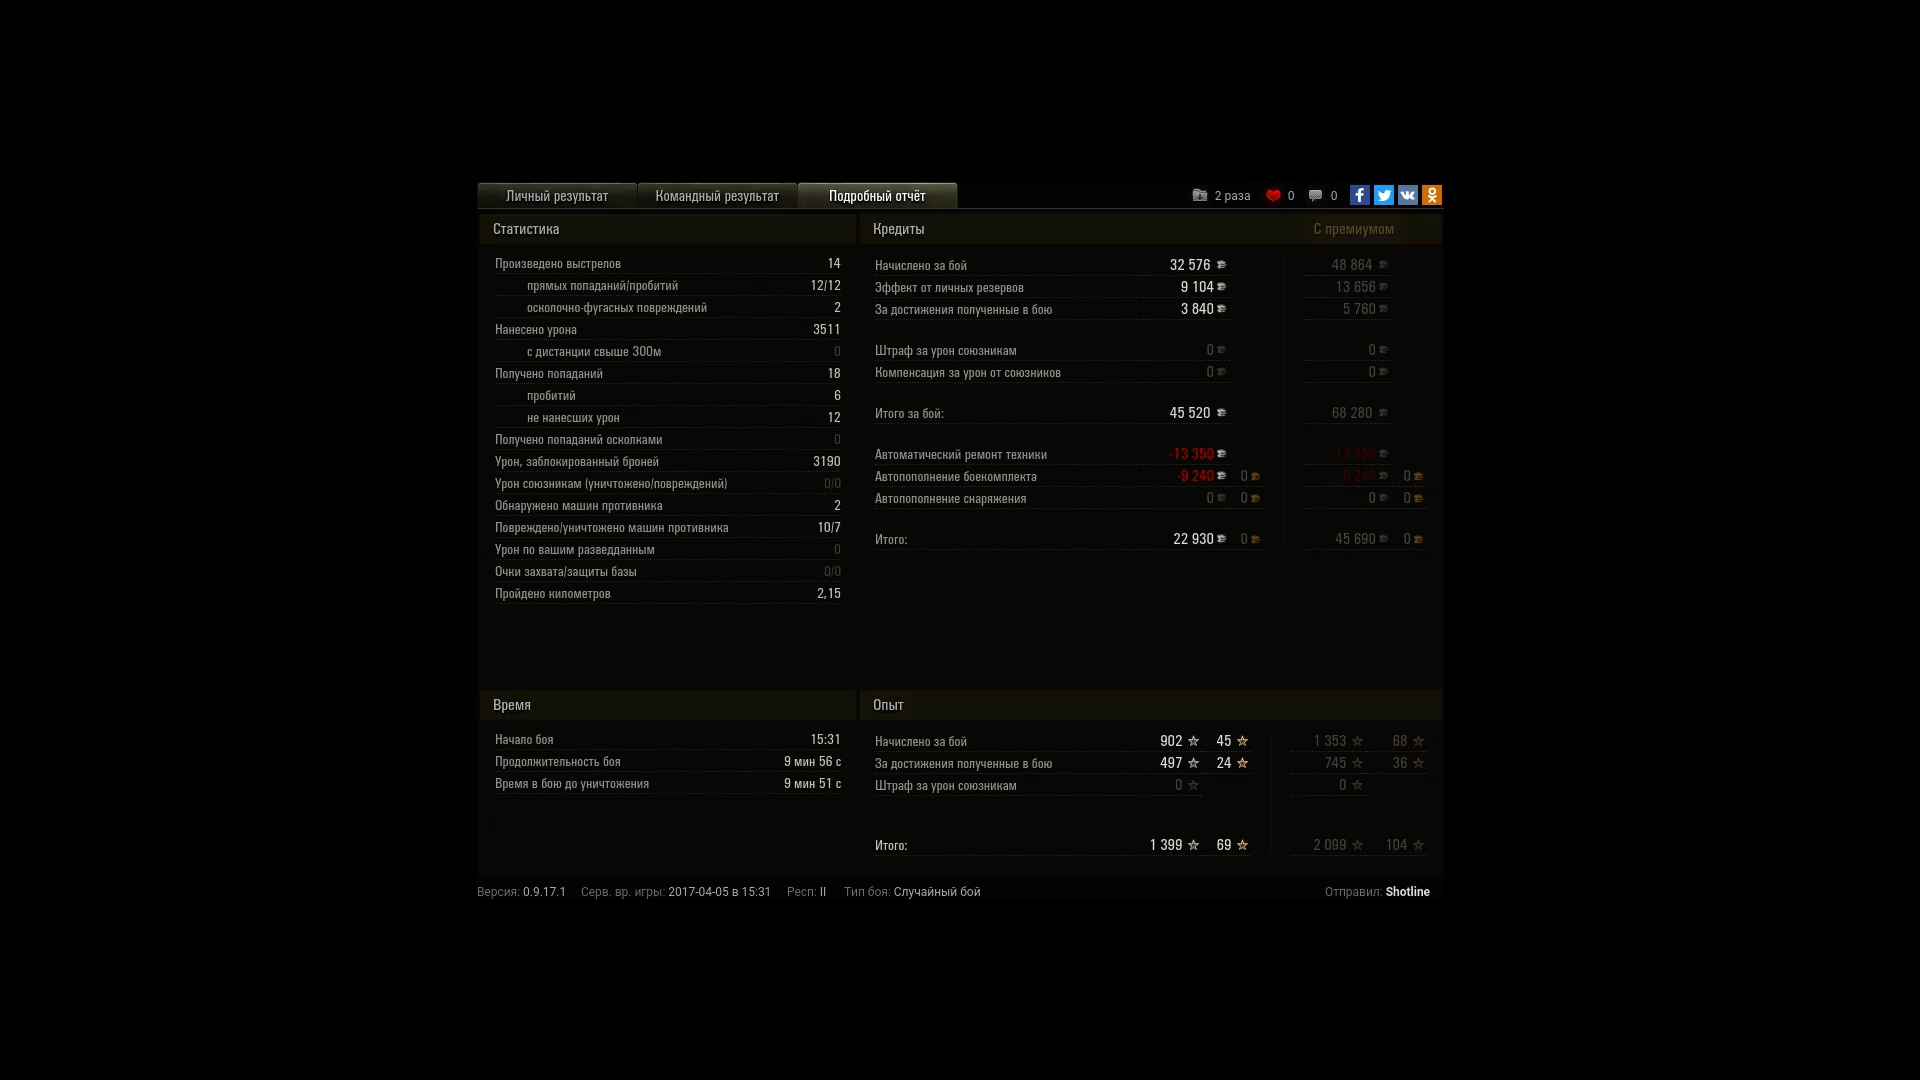 Личный результат Командный результат Подробный отчёт 2 раза 0 0
Статистика
Произведено выстрелов 14
прямых попаданий/пробитий 12/12
осколочно-фугасных повреждений 2
Нанесено урона 3511
с дистанции свыше 300м 0
Получено попаданий 18
пробитий 6
не нанесших урон 12
Получено попаданий осколками 0
Урон, заблокированный броней 3190
Урон союзникам (уничтожено/повреждений) 0/0
Обнаружено машин противника 2
Повреждено/уничтожено машин противника 10/7
Урон по вашим разведданным 0
Очки захвата/защиты базы 0/0
Пройдено километров 2,15
Кредиты С премиумом
Начислено за бой 32 576 48 864
Эффект от личных резервов 9 104 13 656
За достижения полученные в бою 3 840 5 760
Штраф за урон союзникам 0 0
Компенсация за урон от союзников 0 0
Итого за бой: 45 520 68 280
Автоматический ремонт техники -13 350 -13 350
Автопополнение боекомплекта -9 240 0 -9 240 0
Автопополнение снаряжения 0 0 0 0
Итого: 22 930 0 45 690 0
Время
Начало боя 15:31
Продолжительность боя 9 мин 56 с
Время в бою до уничтожения 9 мин 51 с
Опыт
Начислено за бой 902 45 1 353 68
За достижения полученные в бою 497 24 745 36
Штраф за урон союзникам 0 0
Итого: 1 399 69 2 099 104
Версия: 0.9.17.1 Серв. вр. игры: 2017-04-05 в 15:31 Респ: II Тип боя: Случайный бой Отправил: Shotline